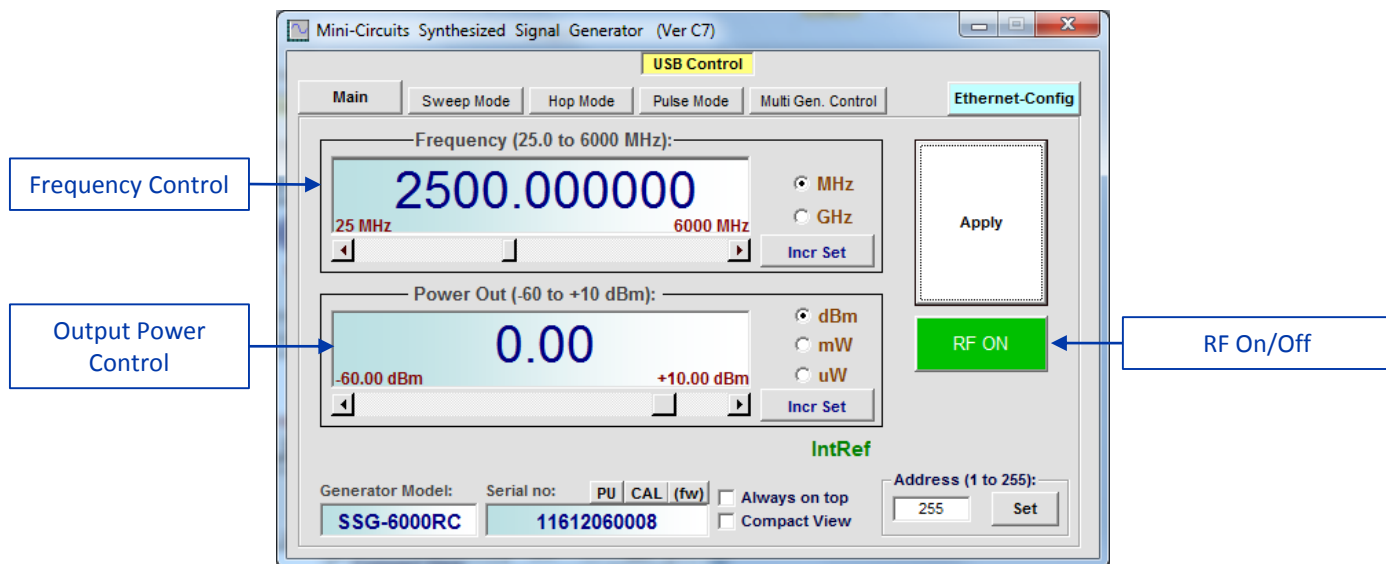 Mini-Circuits Synthesized Signal Generator (Ver C7)
X
USB Control
Main
Sweep Mode
Hop Mode
Pulse Mode
Multi Gen. Control
Ethernet-Config
Frequency (25.0 to 6000 MHz):
2500.000000
25 MHz
6000 MHz
MHz
GHz
Incr Set
Apply
Frequency Control
Power Out (-60 to +10 dBm):
0.00
-60.00 dBm
+10.00 dBm
dBm
mW
uW
Incr Set
RF ON
Output Power
Control
RF On/Off
IntRef
Generator Model:
SSG-6000RC
Serial no:
PU
CAL
(fw)
11612060008
Always on top
Compact View
Address (1 to 255):
255
Set